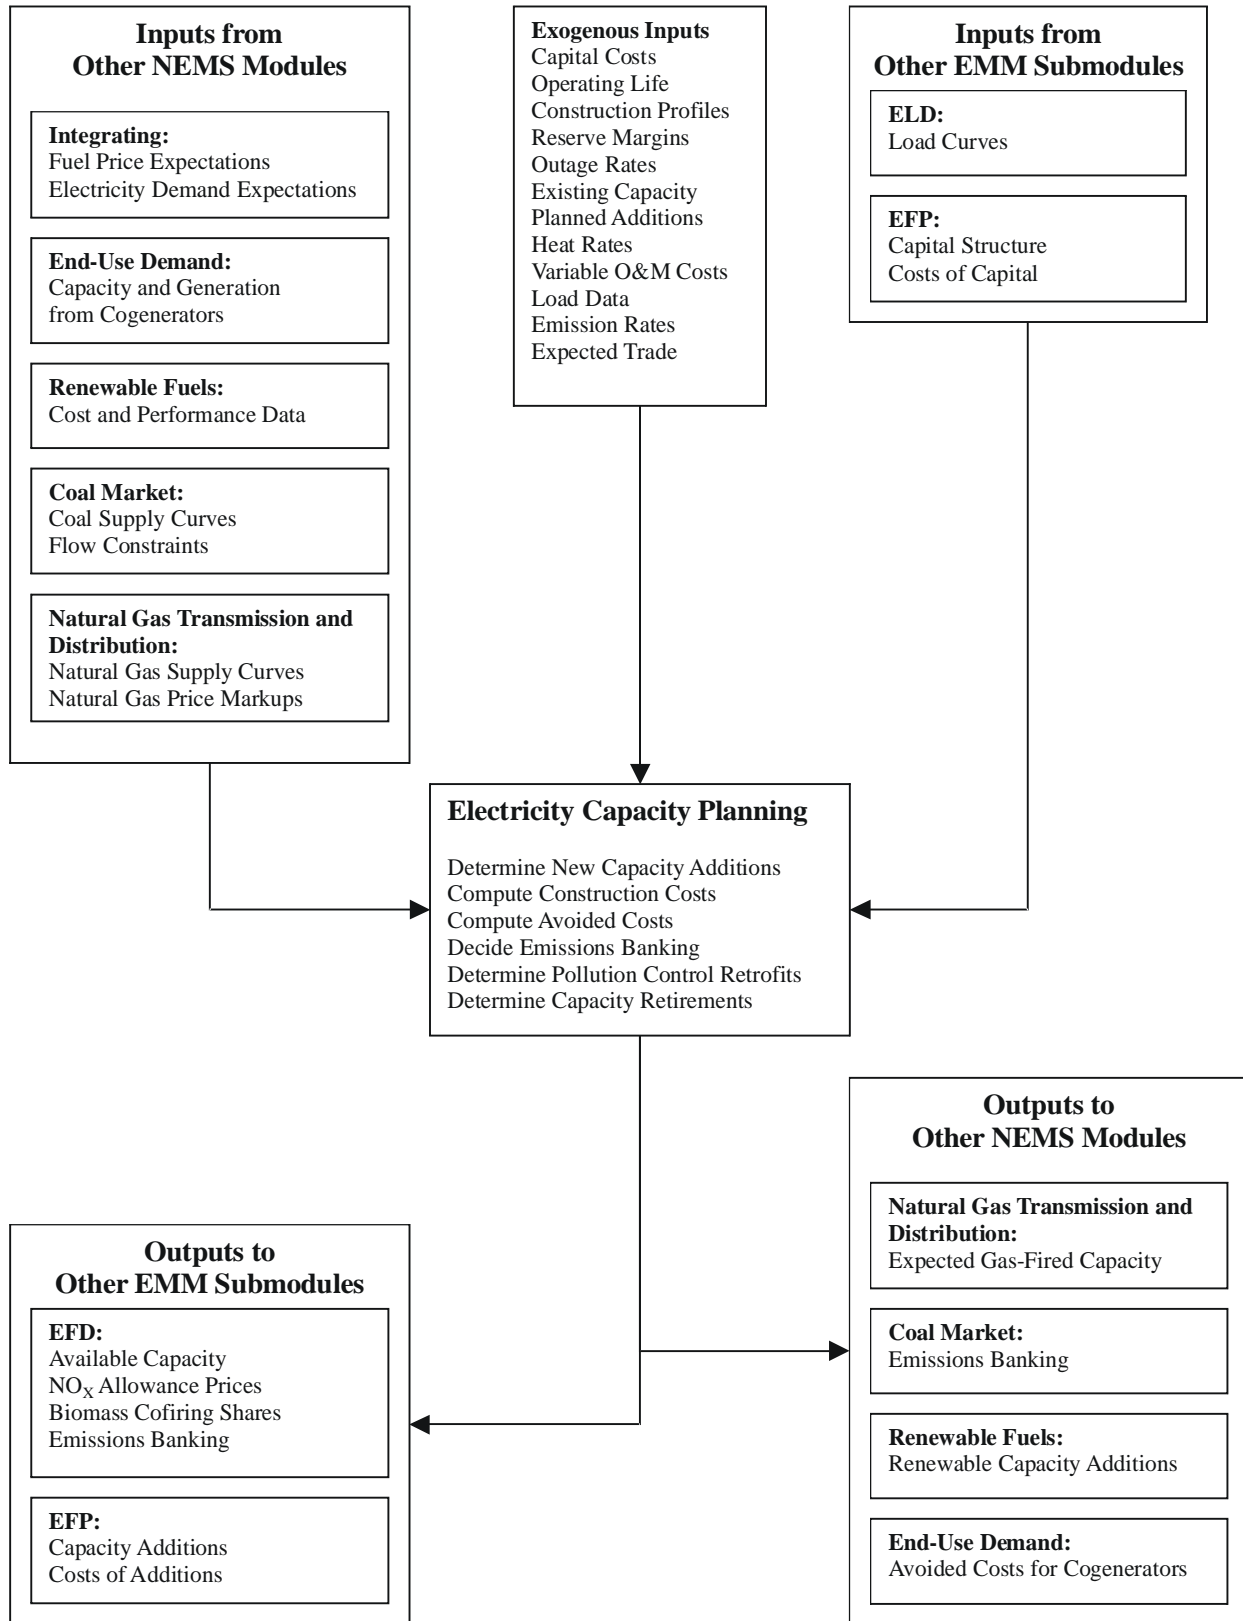 Inputs from
Other NEMS Modules
Integrating:
Fuel Price Expectations
Electricity Demand Expectations
End-Use Demand:
Capacity and Generation
from Cogenerators
Renewable Fuels:
Cost and Performance Data
Coal Market:
Coal Supply Curves
Flow Constraints
Natural Gas Transmission and
Distribution:
Natural Gas Supply Curves
Natural Gas Price Markups
Exogenous Inputs
Capital Costs
Operating Life
Construction Profiles
Reserve Margins
Outage Rates
Existing Capacity
Planned Additions
Heat Rates
Variable O&M Costs
Load Data
Emission Rates
Expected Trade
Inputs from
Other EMM Submodules
ELD:
Load Curves
EFP:
Capital Structure
Costs of Capital
Electricity Capacity Planning
Determine New Capacity Additions
Compute Construction Costs
Compute Avoided Costs
Decide Emissions Banking
Determine Pollution Control Retrofits
Determine Capacity Retirements
Outputs to
Other EMM Submodules
EFD:
Available Capacity
NOX Allowance Prices
Biomass Cofiring Shares
Emissions Banking
EFP:
Capacity Additions
Costs of Additions
Outputs to
Other NEMS Modules
Natural Gas Transmission and
Distribution:
Expected Gas-Fired Capacity
Coal Market:
Emissions Banking
Renewable Fuels:
Renewable Capacity Additions
End-Use Demand:
Avoided Costs for Cogenerators